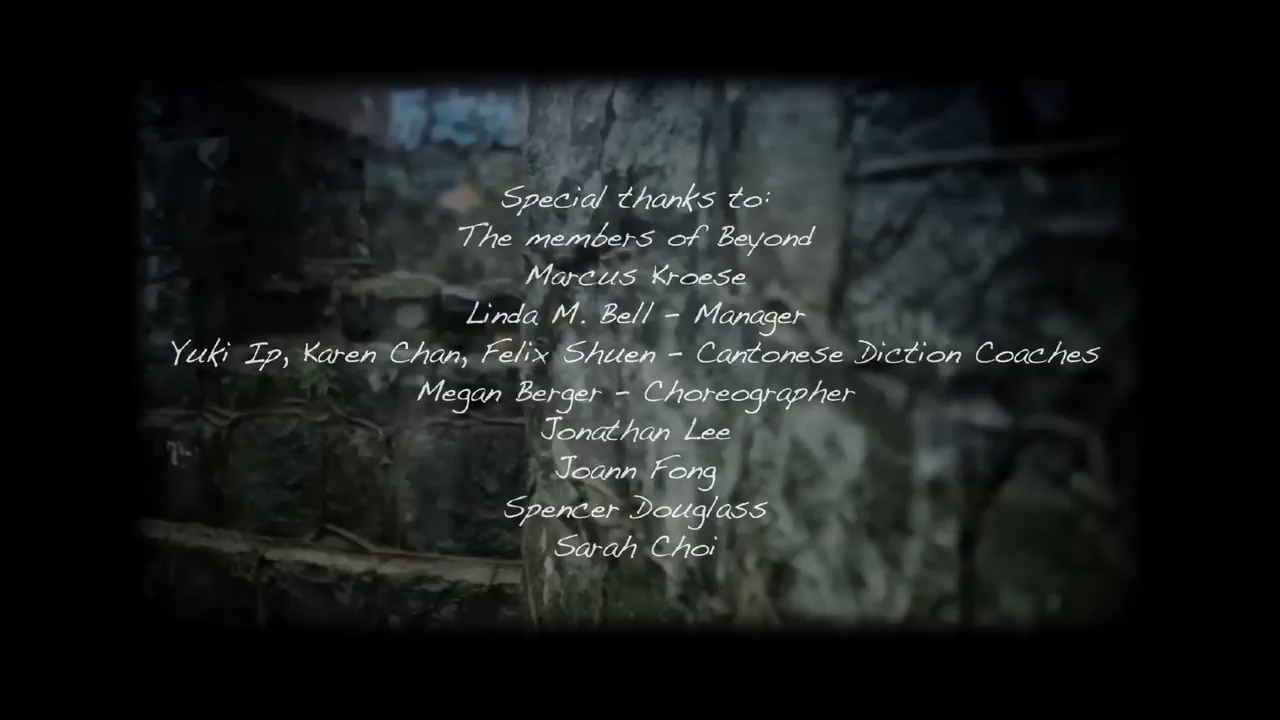 Special thanks to:
The members of Beyond
Marcus Kroese
Linda M. Bell - Manager
Yuki Ip, Karen Chan, Felix Shuen - Cantonese Diction Coaches
Megan Berger - Choreographer
Jonathan Lee
Joann Fong
Spencer Douglass
Sarah Choi